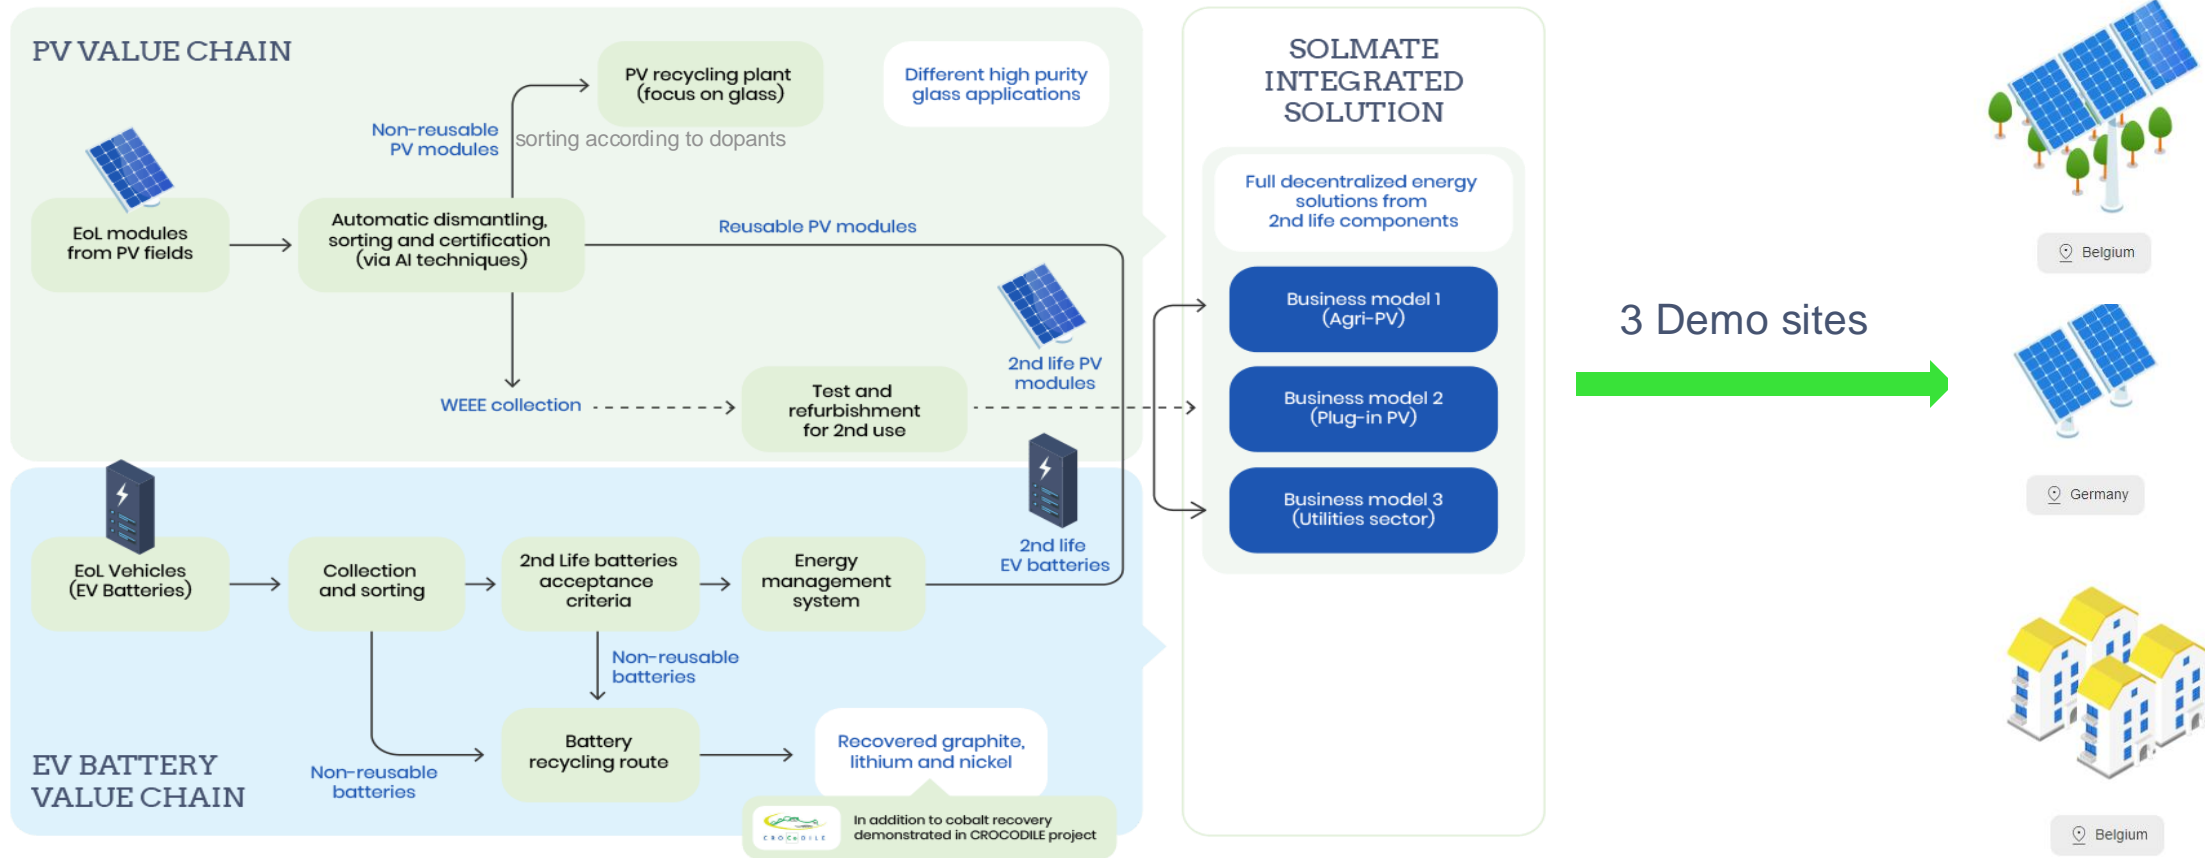 PV VALUE CHAIN
PV recycling plant
(focus on glass)
Different high purity
glass applications
Non-reusable
PV modules
sorting according to dopants
EoL modules
from PV fields
Automatic dismantling,
sorting and certification
(via AI techniques)
Reusable PV modules
2nd life PV
modules
WEEE collection
Test and
refurbishment
for 2nd use
EoL Vehicles
(EV Batteries)
Collection
and sorting
2nd Life batteries
acceptance
criteria
Energy
management
system
2nd life
EV batteries
Non-reusable
batteries
Battery
recycling route
Recovered graphite,
lithium and nickel
Non-reusable
batteries
EV BATTERY
VALUE CHAIN
CROCODILE
In addition to cobalt recovery
demonstrated in CROCODILE project
SOLMATE
INTEGRATED
SOLUTION
Full decentralized energy
solutions from
2nd life components
Business model 1
(Agri-PV)
Business model 2
(Plug-in PV)
Business model 3
(Utilities sector)
3 Demo sites
Belgium
Germany
Belgium